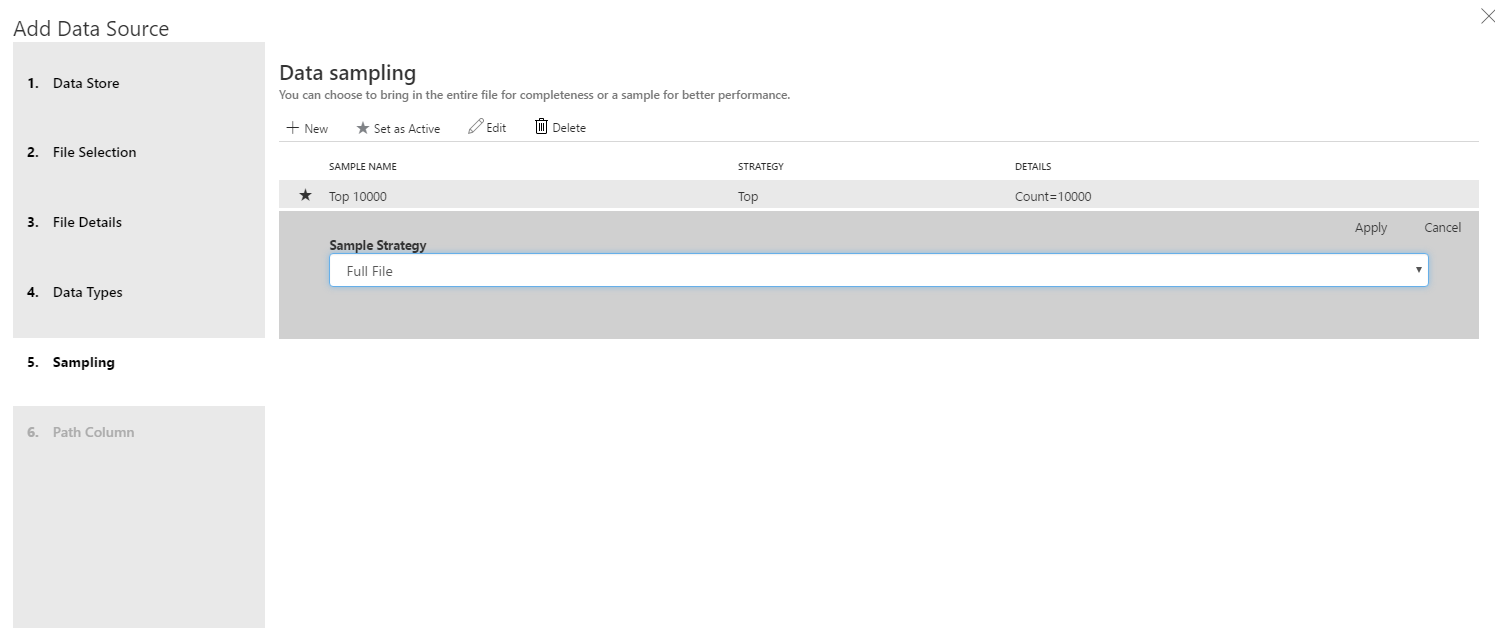 Add Data Source
1. Data Store
2. File Selection
3. File Details
4. Data Types
5. Sampling
6. Path Column
Data sampling
You can choose to bring in the entire file for completeness or a sample for better performance.
New Set as Active Edit Delete
SAMPLE NAME STRATEGY DETAILS
Top 10000 Top Count=10000
Apply Cancel
Sample Strategy
Full File